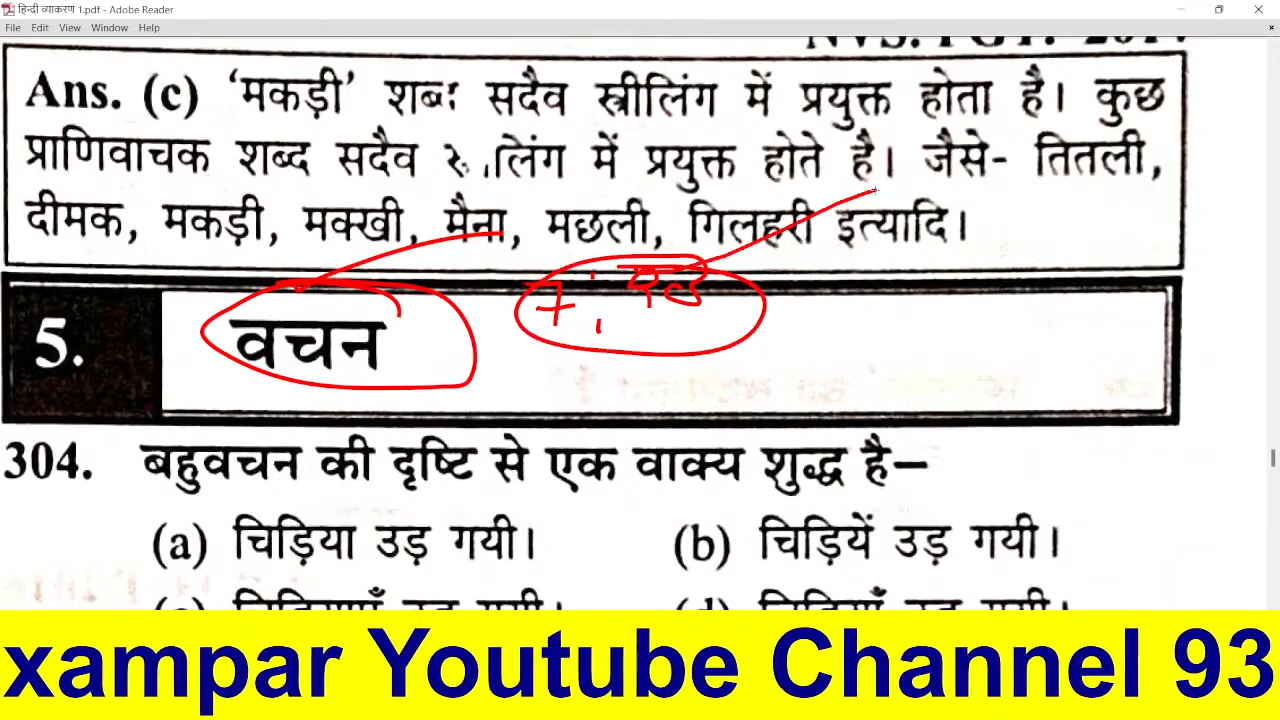 हिन्दी व्याकरण 1.pdf - Adobe Reader
File Edit View Window Help
Ans. (c) ‘मकड़ी’ शब्द सदैव स्त्रीलिंग में प्रयुक्त होता है। कुछ
प्राणिवाचक शब्द सदैव स्त्रीलिंग में प्रयुक्त होते है। जैसे- तितली,
दीमक, मकड़ी, मक्खी, मैना, मछली, गिलहरी इत्यादि।
5. वचन
304. बहुवचन की दृष्टि से एक वाक्य शुद्ध है–
(a) चिड़िया उड़ गयी। (b) चिड़ियें उड़ गयी।
xampar Youtube Channel 93